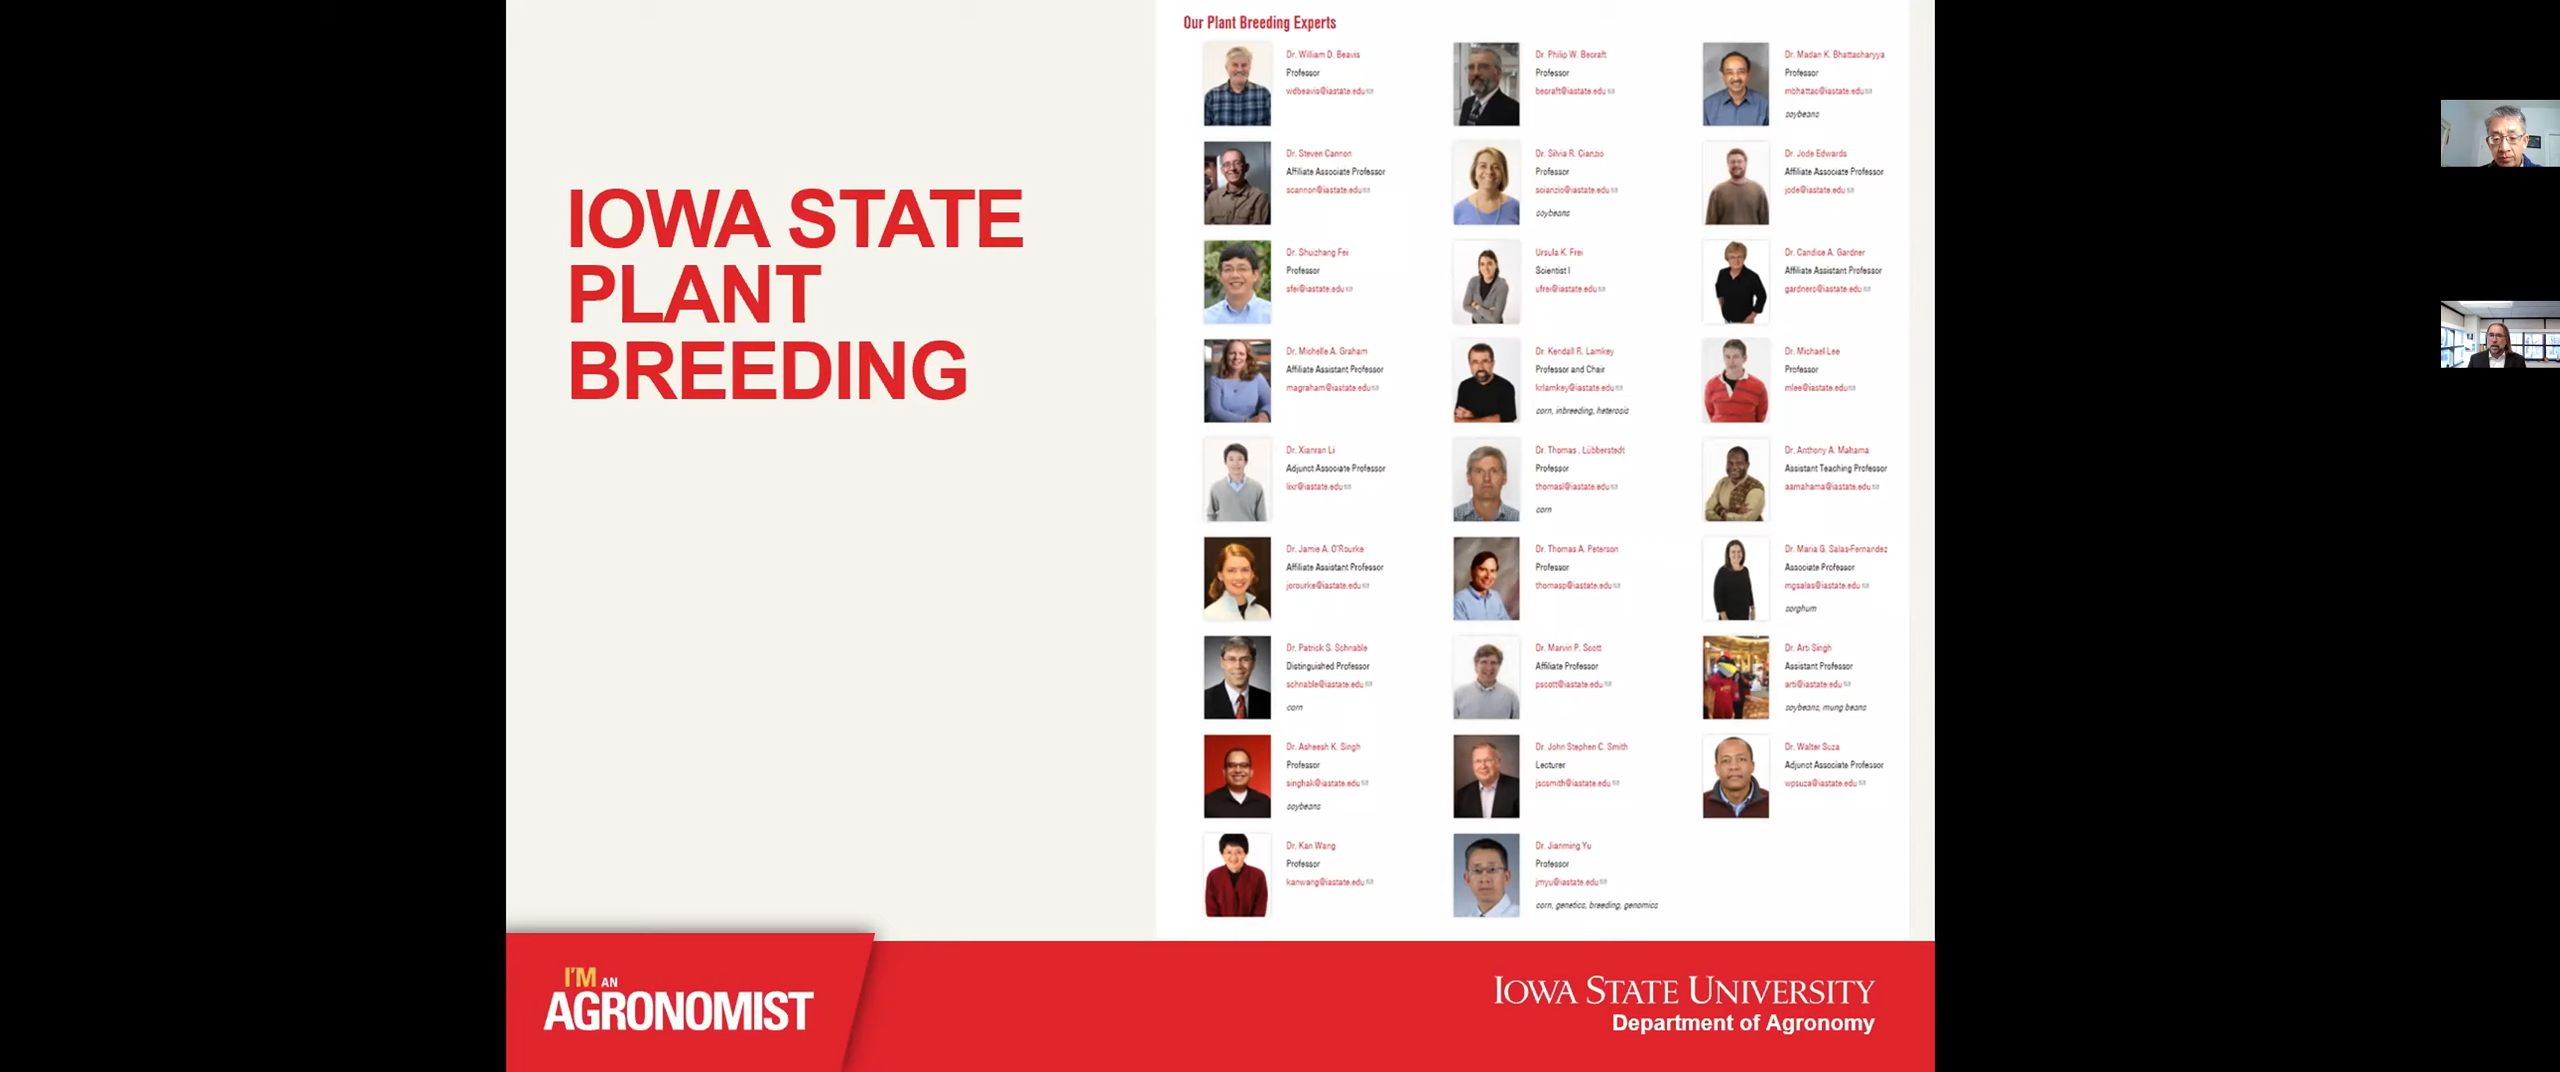 Our Plant Breeding Experts
IOWA STATE
PLANT
BREEDING
Dr. William D. Beavis
Professor
wdbeavis@iastate.edu
Dr. Philip W. Becraft
Professor
becraft@iastate.edu
Dr. Madan K. Bhattacharyya
Professor
mbhattac@iastate.edu
soybeans
Dr. Steven Cannon
Affiliate Associate Professor
scannon@iastate.edu
Dr. Silvia R. Cianzio
Professor
scianzio@iastate.edu
soybeans
Dr. Jode Edwards
Affiliate Associate Professor
jode@iastate.edu
Dr. Shuizhang Fei
Professor
sfei@iastate.edu
Ursula K. Frei
Scientist I
ufrei@iastate.edu
Dr. Candice A. Gardner
Affiliate Assistant Professor
gardnerc@iastate.edu
Dr. Michelle A. Graham
Affiliate Assistant Professor
magraham@iastate.edu
Dr. Kendall R. Lamkey
Professor and Chair
krlamkey@iastate.edu
corn, inbreeding, heterosis
Dr. Michael Lee
Professor
mlee@iastate.edu
Dr. Xianran Li
Adjunct Associate Professor
lixr@iastate.edu
Dr. Thomas . Lübberstedt
Professor
thomasl@iastate.edu
corn
Dr. Anthony A. Mahama
Assistant Teaching Professor
aamahama@iastate.edu
Dr. Jamie A. O'Rourke
Affiliate Assistant Professor
jorourke@iastate.edu
Dr. Thomas A. Peterson
Professor
thomasp@iastate.edu
Dr. Maria G. Salas-Fernandez
Associate Professor
mgsalas@iastate.edu
sorghum
Dr. Patrick S. Schnable
Distinguished Professor
schnable@iastate.edu
corn
Dr. Marvin P. Scott
Affiliate Professor
pscott@iastate.edu
Dr. Arti Singh
Assistant Professor
arti@iastate.edu
soybeans, mung beans
Dr. Asheesh K. Singh
Professor
singhak@iastate.edu
soybeans
Dr. John Stephen C. Smith
Lecturer
jscsmith@iastate.edu
Dr. Walter Suza
Adjunct Associate Professor
wpsuza@iastate.edu
Dr. Kan Wang
Professor
kanwang@iastate.edu
Dr. Jianming Yu
Professor
jmyu@iastate.edu
corn, genetics, breeding, genomics
I'M AN
AGRONOMIST
IOWA STATE UNIVERSITY
Department of Agronomy